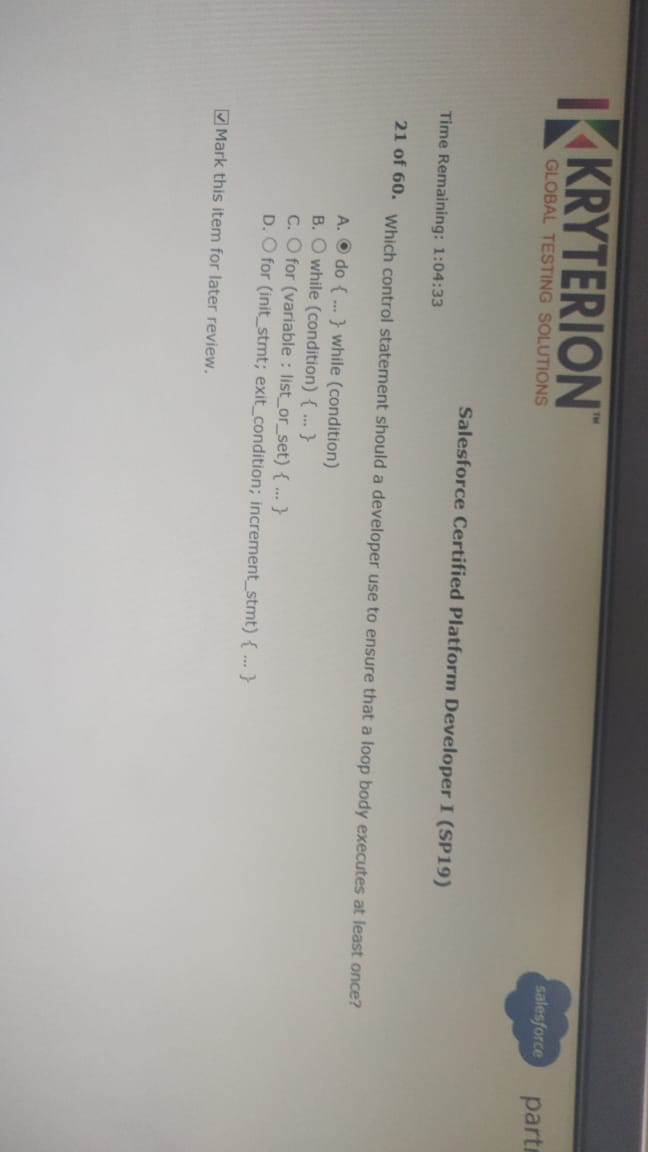 KRYTERION™
GLOBAL TESTING SOLUTIONS
salesforce
Salesforce Certified Platform Developer I (SP19)
Time Remaining: 1:04:33
21 of 60. Which control statement should a developer use to ensure that a loop body executes at least once?
A. do { ... } while (condition)
B. while (condition) { ... }
C. for (variable : list_or_set) { ... }
D. for (init_stmt; exit_condition; increment_stmt) { ... }
Mark this item for later review.